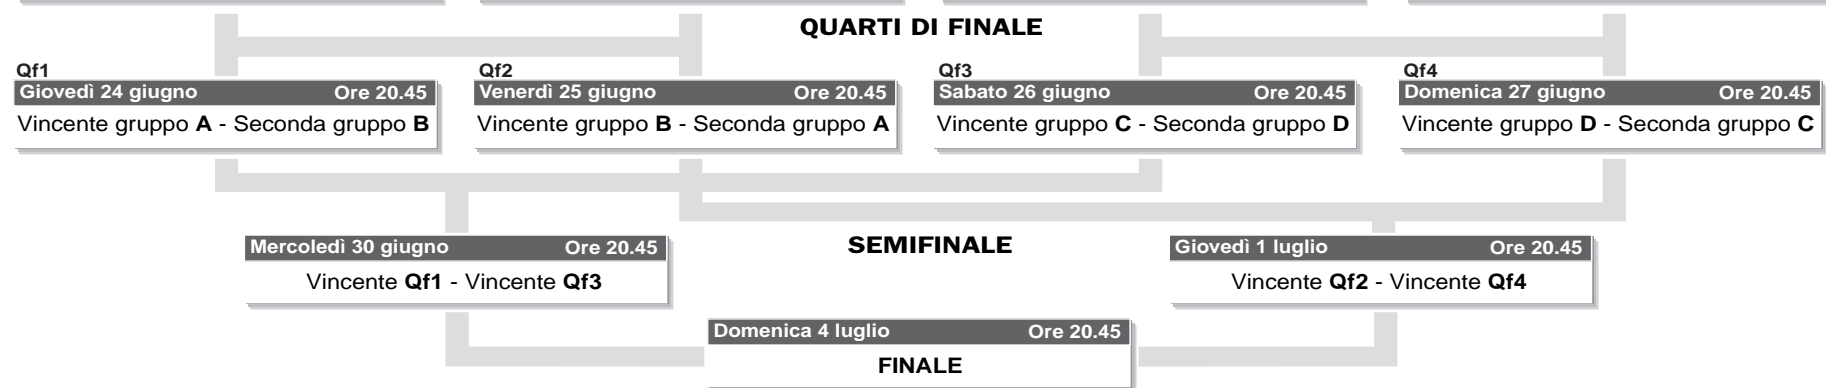 QUARTI DI FINALE
Qf1
Giovedì 24 giugno Ore 20.45
Vincente gruppo A - Seconda gruppo B
Qf2
Venerdì 25 giugno Ore 20.45
Vincente gruppo B - Seconda gruppo A
Qf3
Sabato 26 giugno Ore 20.45
Vincente gruppo C - Seconda gruppo D
Qf4
Domenica 27 giugno Ore 20.45
Vincente gruppo D - Seconda gruppo C
SEMIFINALE
Mercoledì 30 giugno Ore 20.45
Vincente Qf1 - Vincente Qf3
Giovedì 1 luglio Ore 20.45
Vincente Qf2 - Vincente Qf4
Domenica 4 luglio Ore 20.45
FINALE